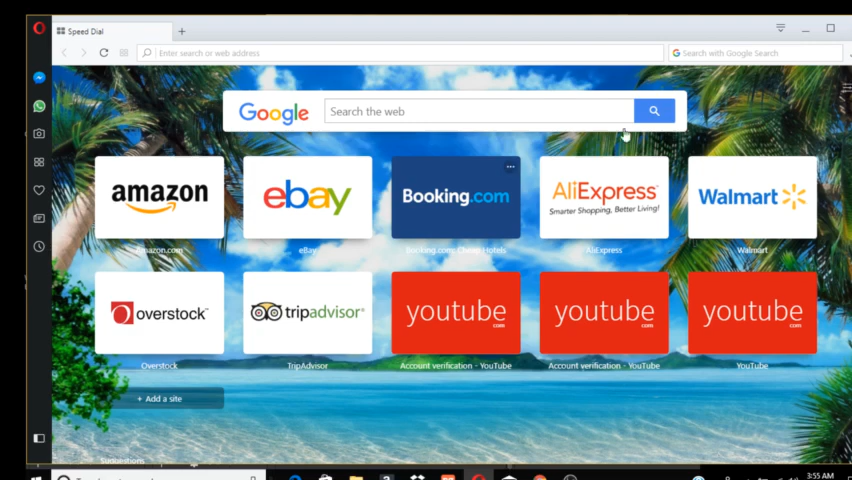 Speed Dial
Enter search or web address
Search with Google Search
Google
Search the web
amazon
ebay
Booking.com
AliExpress
Smarter Shopping, Better Living!
Walmart
Amazon.com
eBay
Booking.com: Cheap Hotels
AliExpress
Walmart
overstock
tripadvisor
youtube
com
youtube
com
youtube
com
Overstock
TripAdvisor
Account verification - YouTube
Account verification - YouTube
YouTube
+ Add a site
Suggestions
3:55 AM